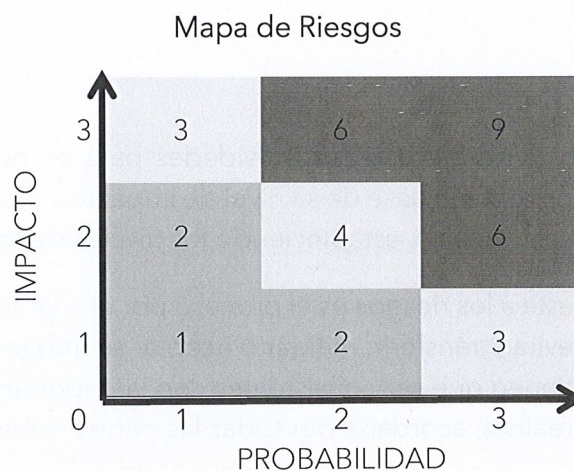 Mapa de Riesgos
IMPACTO
3 3 6 9
2 2 4 6
1 1 2 3
0 1 2 3
PROBABILIDAD